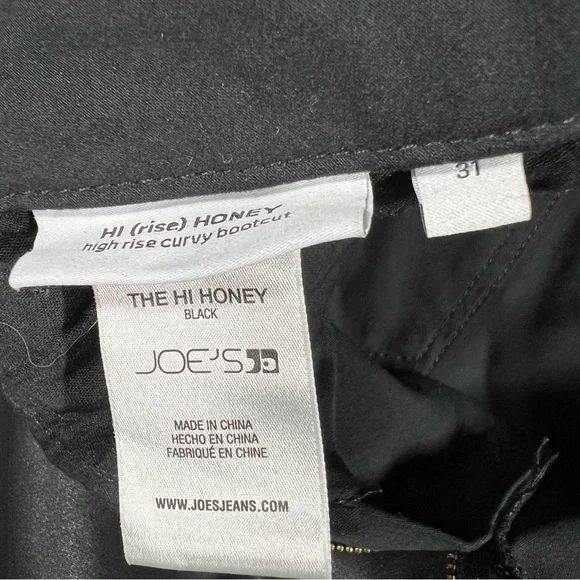 HI (rise) HONEY
high rise curvy bootcut
31
THE HI HONEY
BLACK
JOE'S
MADE IN CHINA
HECHO EN CHINA
FABRIQUÉ EN CHINE
WWW.JOESJEANS.COM